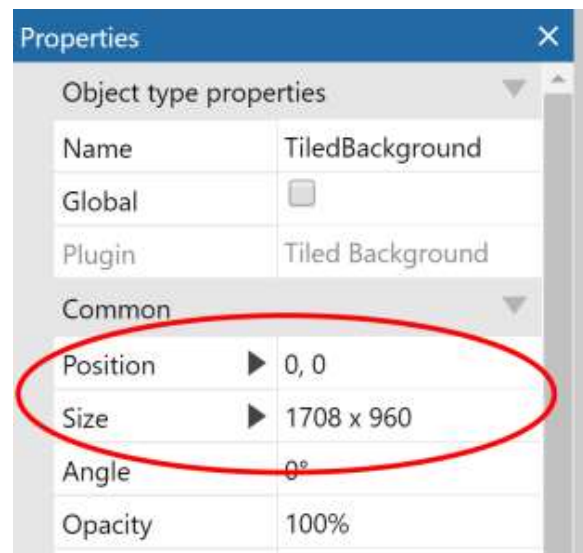 Properties
Object type properties
Name TiledBackground
Global
Plugin Tiled Background
Common
Position 0, 0
Size 1708 x 960
Angle 0°
Opacity 100%